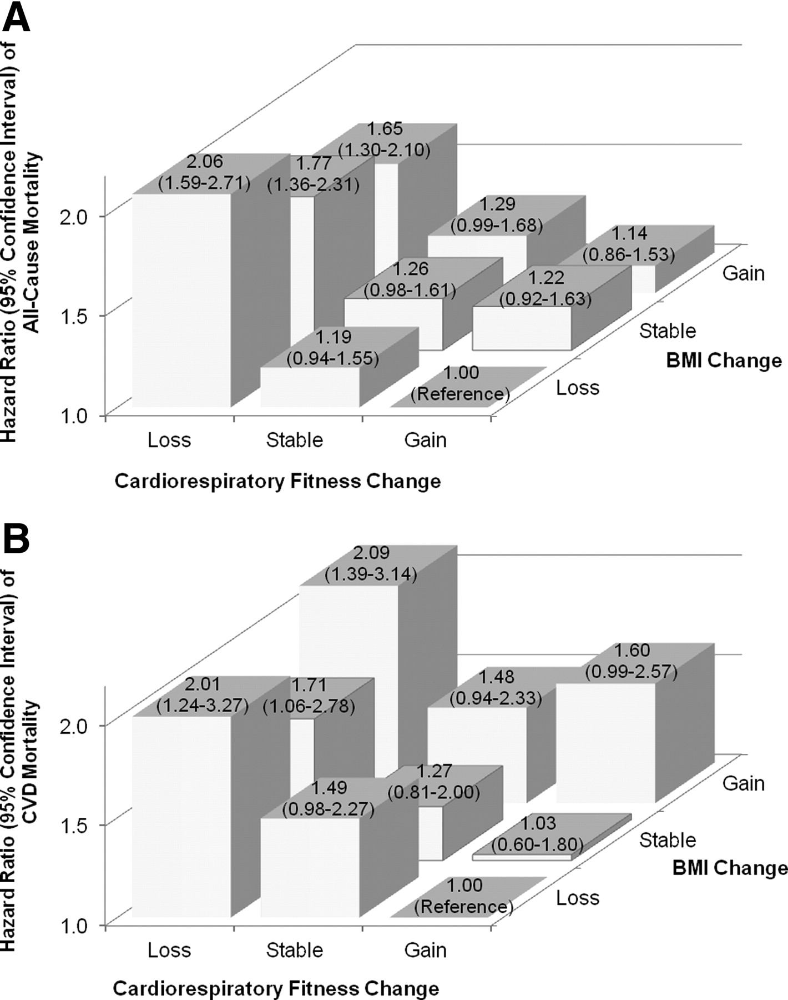 A
Hazard Ratio (95% Confidence Interval) of
All-Cause Mortality
1.65
(1.30-2.10)
2.06
(1.59-2.71)
1.77
(1.36-2.31)
1.29
(0.99-1.68)
1.14
(0.86-1.53)
1.26
(0.98-1.61)
1.22
(0.92-1.63)
1.19
(0.94-1.55)
1.00
(Reference)
2.0
1.5
1.0
Gain
Stable
Loss
BMI Change
Loss
Stable
Gain
Cardiorespiratory Fitness Change
B
Hazard Ratio (95% Confidence Interval) of
CVD Mortality
2.09
(1.39-3.14)
2.01
(1.24-3.27)
1.71
(1.06-2.78)
1.48
(0.94-2.33)
1.60
(0.99-2.57)
1.49
(0.98-2.27)
1.27
(0.81-2.00)
1.03
(0.60-1.80)
1.00
(Reference)
2.0
1.5
1.0
Gain
Stable
Loss
BMI Change
Loss
Stable
Gain
Cardiorespiratory Fitness Change